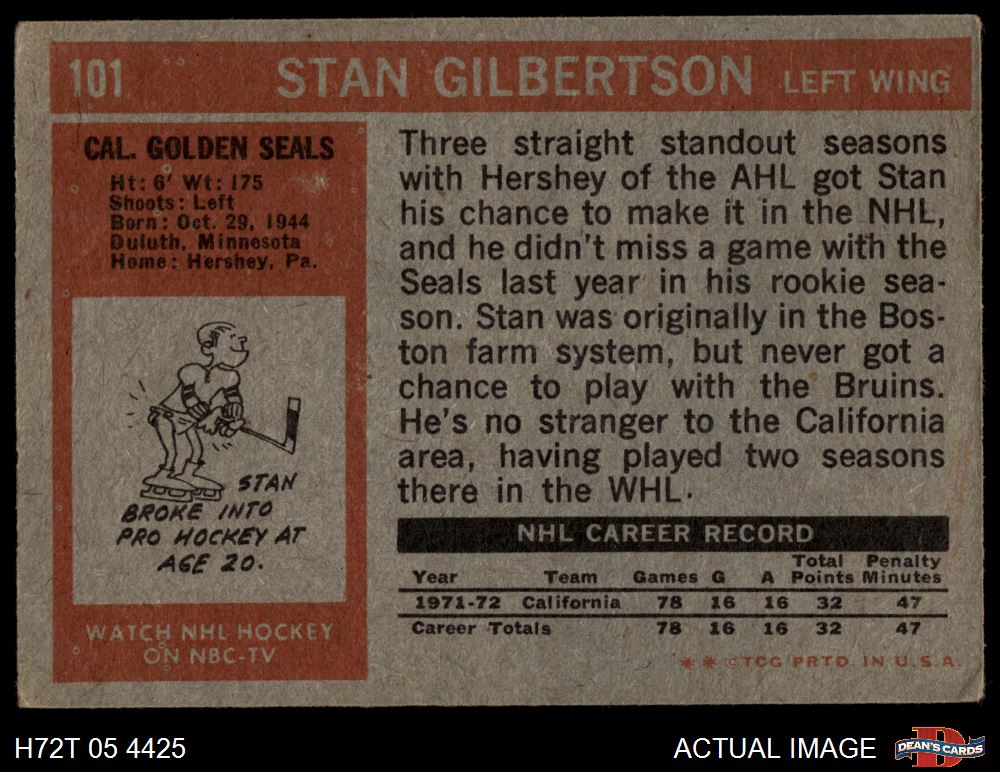 101 STAN GILBERTSON LEFT WING
CAL. GOLDEN SEALS
Ht: 6' Wt: 175
Shoots: Left
Born: Oct. 29, 1944
Duluth, Minnesota
Home: Hershey, Pa.
STAN
BROKE INTO
PRO HOCKEY AT
AGE 20.
WATCH NHL HOCKEY
ON NBC-TV
Three straight standout seasons
with Hershey of the AHL got Stan
his chance to make it in the NHL,
and he didn't miss a game with the
Seals last year in his rookie sea-
son. Stan was originally in the Bos-
ton farm system, but never got a
chance to play with the Bruins.
He's no stranger to the California
area, having played two seasons
there in the WHL.
NHL CAREER RECORD
Total Penalty
Year Team Games G A Points Minutes
1971-72 California 78 16 16 32 47
Career Totals 78 16 16 32 47
** ©TCG PRTD. IN U.S.A.
H72T 05 4425 ACTUAL IMAGE D DEAN'S CARDS